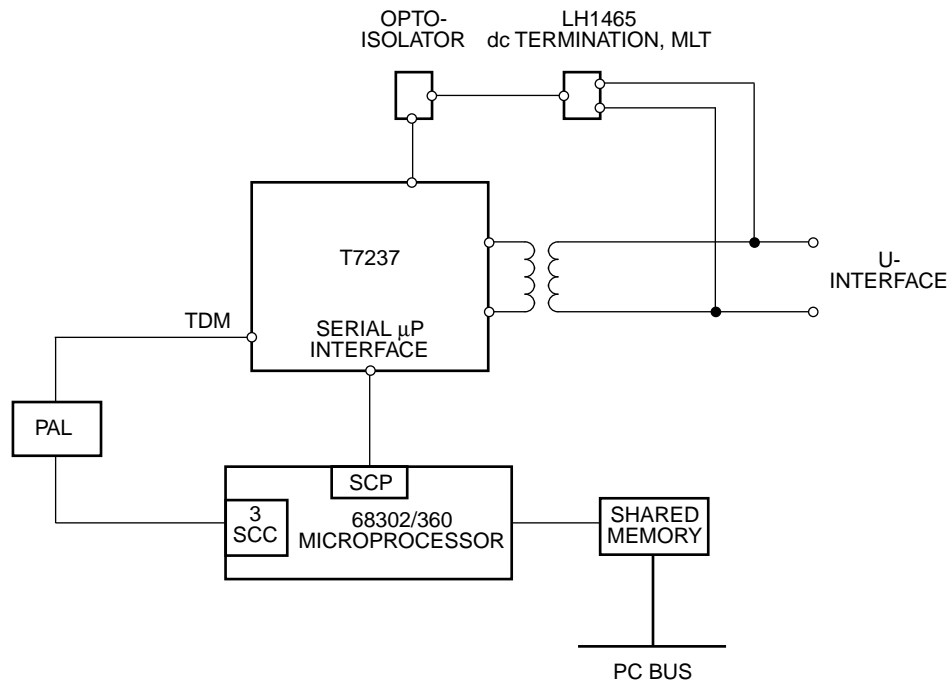 OPTO-
ISOLATOR
LH1465
dc TERMINATION, MLT
T7237
U-
INTERFACE
TDM
SERIAL µP
INTERFACE
PAL
SCP
3
SCC
68302/360
MICROPROCESSOR
SHARED
MEMORY
PC BUS